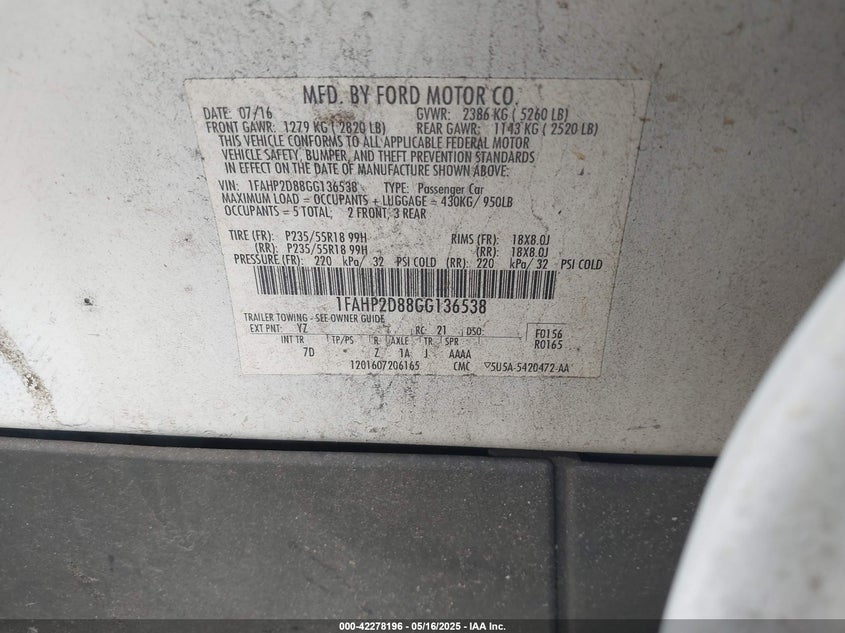 MFD. BY FORD MOTOR CO.
DATE: 07/16 GVWR: 2386 KG ( 5260 LB)
FRONT GAWR: 1279 KG ( 2820 LB) REAR GAWR: 1143 KG ( 2520 LB)
THIS VEHICLE CONFORMS TO ALL APPLICABLE FEDERAL MOTOR
VEHICLE SAFETY, BUMPER, AND THEFT PREVENTION STANDARDS
IN EFFECT ON THE DATE OF MANUFACTURE SHOWN ABOVE.
VIN: 1FAHP2D88GG136538 TYPE: Passenger Car
MAXIMUM LOAD = OCCUPANTS + LUGGAGE = 430KG/ 950LB
OCCUPANTS = 5 TOTAL; 2 FRONT, 3 REAR
TIRE (FR): P235/55R18 99H RIMS (FR): 18X8.0J
(RR): P235/55R18 99H (RR): 18X8.0J
PRESSURE (FR): 220 kPa/ 32 PSI COLD (RR): 220 kPa/ 32 PSI COLD
1FAHP2D88GG136538
TRAILER TOWING - SEE OWNER GUIDE
EXT PNT: YZ RC: 21 DSO: F0156
INT TR TP/PS R AXLE TR SPR R0165
7D Z 1A J AAAA
1201607206165 CMC ▽5U5A-5420472-AA
000-42278196 - 05/16/2025 - IAA Inc.